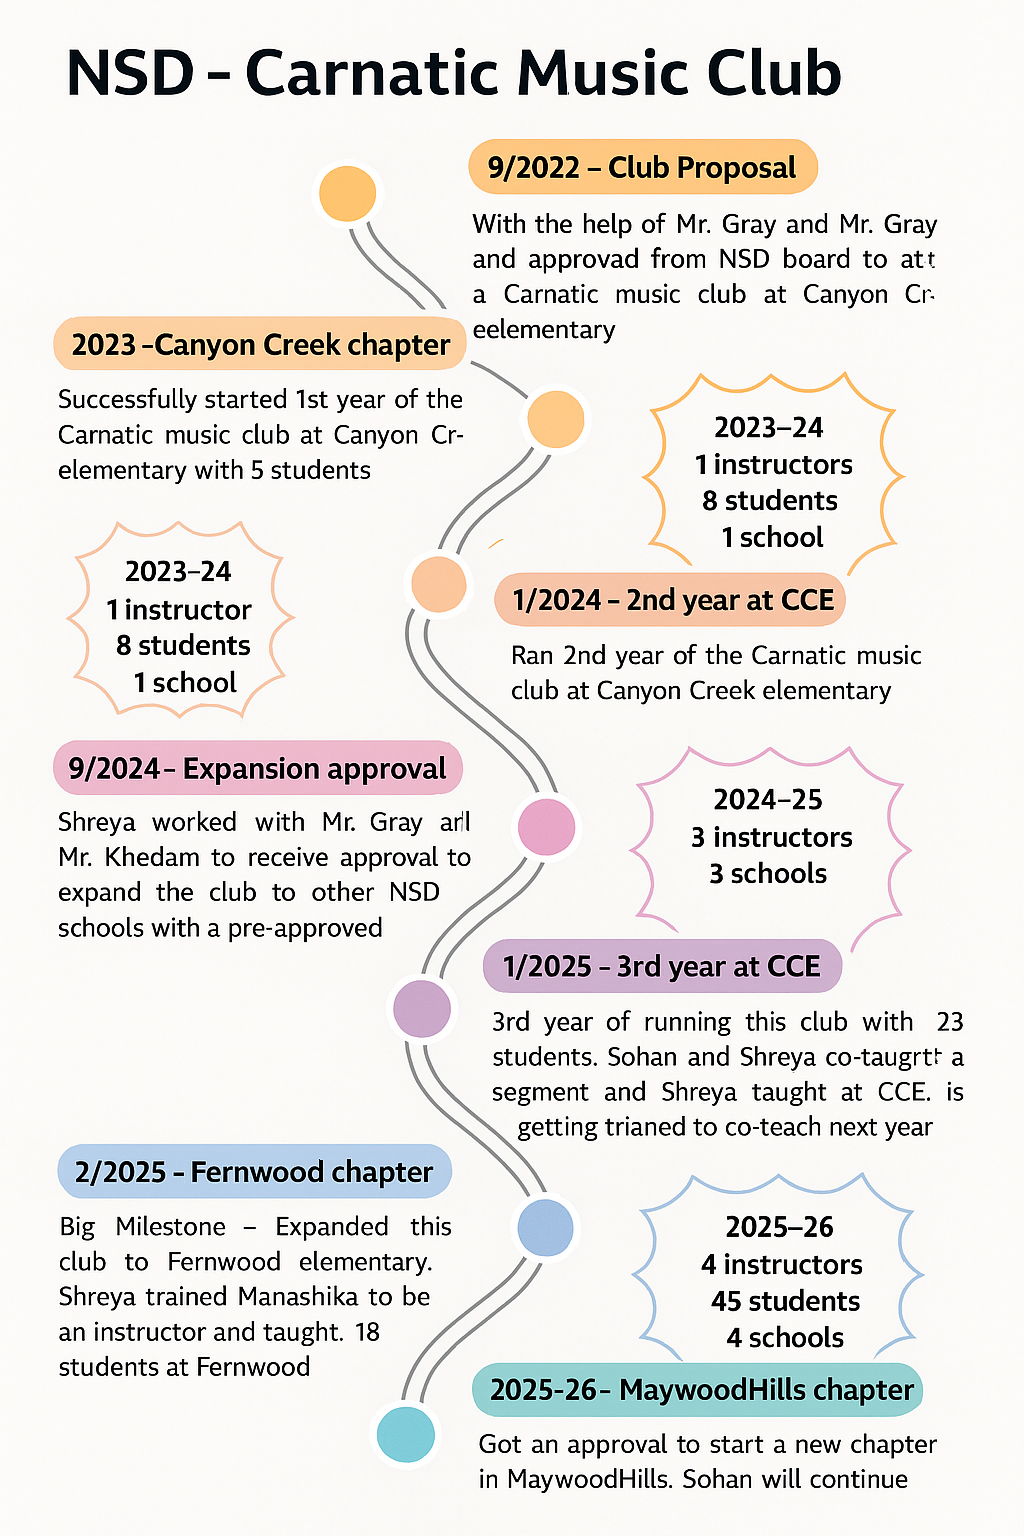 NSD – Carnatic Music Club
9/2022 – Club Proposal
With the help of Mr. Gray and Mr. Gray
and approvad from NSD board to att
a Carnatic music club at Canyon Cr-
eelementary
2023 – Canyon Creek chapter
Successfully started 1st year of the
Carnatic music club at Canyon Cr-
elementary with 5 students
2023–24
1 instructors
8 students
1 school
2023–24
1 instructor
8 students
1 school
1/2024 – 2nd year at CCE
Ran 2nd year of the Carnatic music
club at Canyon Creek elementary
9/2024 – Expansion approval
Shreya worked with Mr. Gray
Mr. Khedam to receive approval to
expand the club to other NSD
schools with a pre-approved
2024–25
3 instructors
3 schools
1/2025 – 3rd year at CCE
3rd year of running this club with 23
students. Sohan and Shreya co-taugrtt a
segment and Shreya taught at CCE. is
getting trianed to co-teach next year
2/2025 – Fernwood chapter
Big Milestone – Expanded this
club to Fernwood elementary.
Shreya trained Manashika to be
an instructor and taught. 18
students at Fernwood
2025–26
4 instructors
45 students
4 schools
2025-26 – MaywoodHills chapter
Got an approval to start a new chapter
in MaywoodHills. Sohan will continue